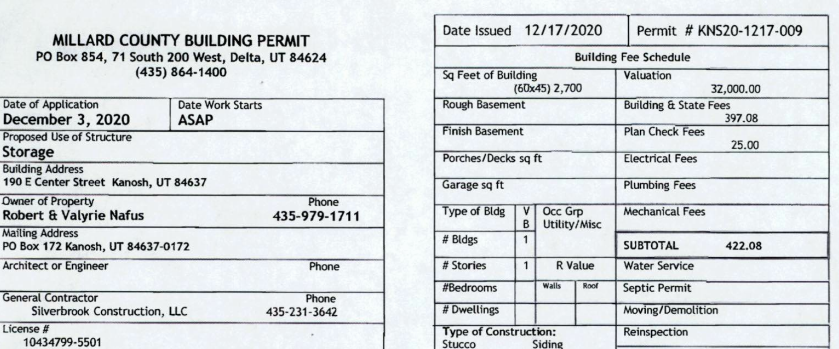 MILLARD COUNTY BUILDING PERMIT
PO Box 854, 71 South 200 West, Delta, UT 84624
(435) 864-1400
Date of Application Date Work Starts
December 3, 2020 ASAP
Proposed Use of Structure
Storage
Building Address
190 E Center Street Kanosh, UT 84637
Owner of Property Phone
Robert & Valyrie Nafus 435-979-1711
Mailing Address
PO Box 172 Kanosh, UT 84637-0172
Architect or Engineer Phone
General Contractor Phone
Silverbrook Construction, LLC 435-231-3642
License #
10434799-5501
Date Issued 12/17/2020 Permit # KNS20-1217-009
Building Fee Schedule
Sq Feet of Building Valuation
(60x45) 2,700 32,000.00
Rough Basement Building & State Fees
397.08
Finish Basement Plan Check Fees
25.00
Porches/Decks sq ft Electrical Fees
Garage sq ft Plumbing Fees
Type of Bldg V B Occ Grp Utility/Misc Mechanical Fees
# Bldgs 1 SUBTOTAL 422.08
# Stories 1 R Value Water Service
#Bedrooms Walls Roof Septic Permit
# Dwellings Moving/Demolition
Type of Construction: Reinspection
Stucco Siding